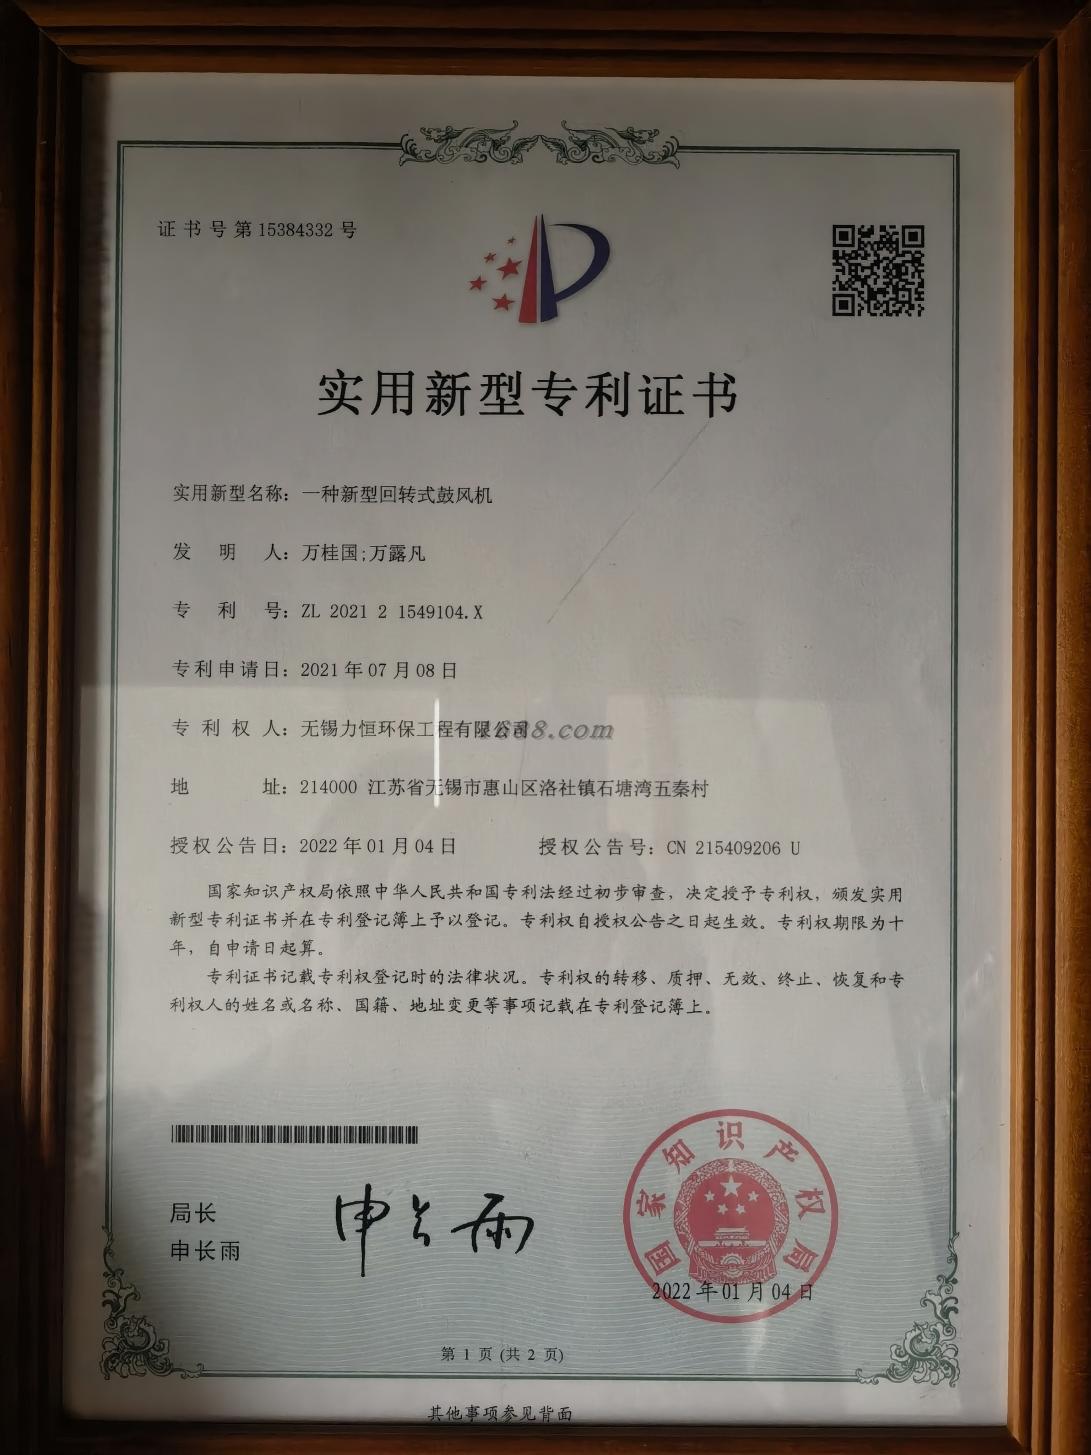 证书号第15384332号
实用新型专利证书
实用新型名称：一种新型回转式鼓风机
发明人：万桂国;万露凡
专利号：ZL 2021 2 1549104.X
专利申请日：2021年07月08日
专利权人：无锡力恒环保工程有限公司
1688.com
地址：214000 江苏省无锡市惠山区洛社镇石塘湾五秦村
授权公告日：2022年01月04日 授权公告号：CN 215409206 U
国家知识产权局依照中华人民共和国专利法经过初步审查，决定授予专利权，颁发实用
新型专利证书并在专利登记簿上予以登记。专利权自授权公告之日起生效。专利权期限为十
年，自申请日起算。
专利证书记载专利权登记时的法律状况。专利权的转移、质押、无效、终止、恢复和专
利权人的姓名或名称、国籍、地址变更等事项记载在专利登记簿上。
局长
申长雨
申长雨
国家知识产权局
2022年01月04日
第 1 页 (共 2 页)
其他事项参见背面